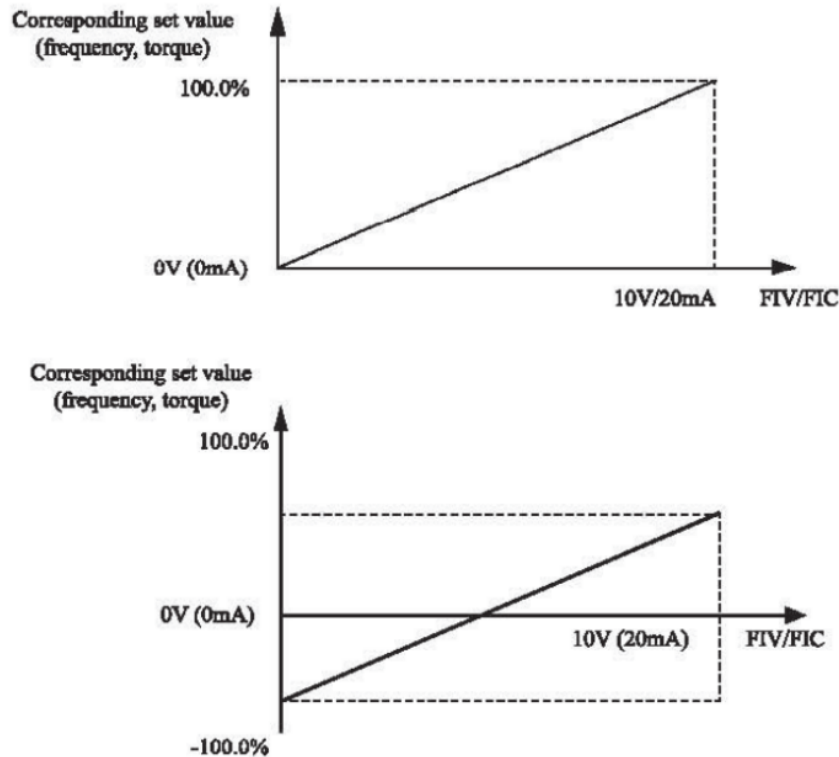 Corresponding set value
(frequency, torque)
100.0%
0V (0mA)
10V/20mA
FIV/FIC
Corresponding set value
(frequency, torque)
100.0%
0V (0mA)
10V (20mA)
FIV/FIC
-100.0%